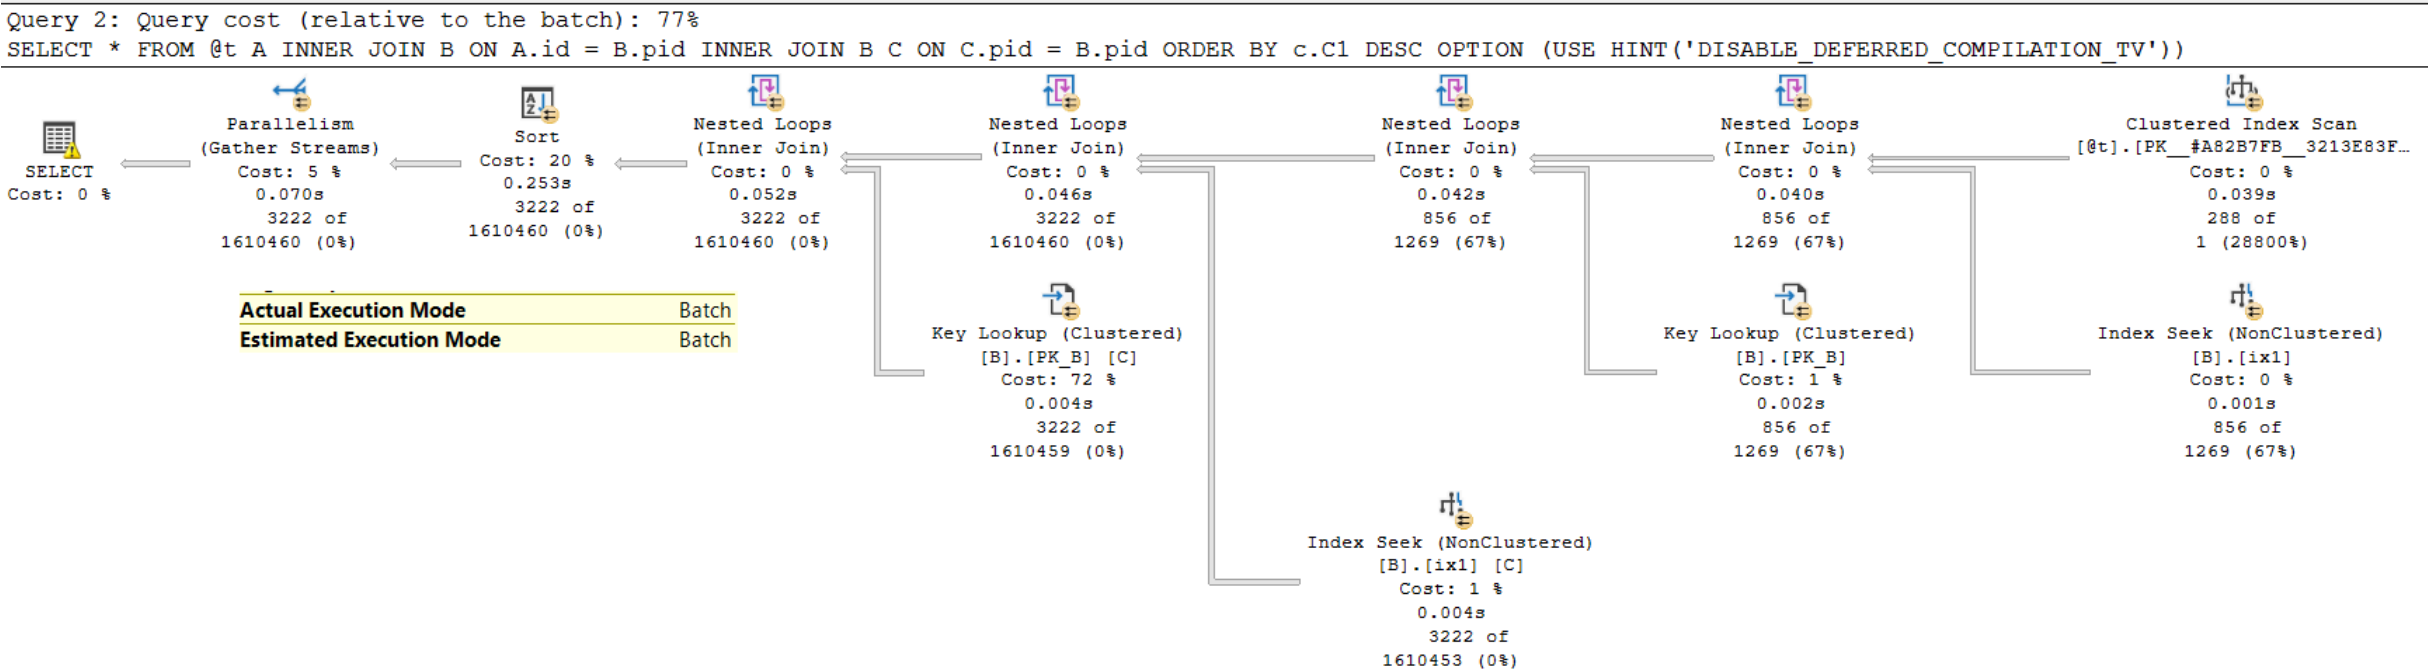 Query 2: Query cost (relative to the batch): 77%
SELECT * FROM @t A INNER JOIN B ON A.id = B.pid INNER JOIN B C ON C.pid = B.pid ORDER BY c.C1 DESC OPTION (USE HINT('DISABLE_DEFERRED_COMPILATION_TV'))
SELECT
Cost: 0 %
Parallelism
(Gather Streams)
Cost: 5 %
0.070s
3222 of
1610460 (0%)
Sort
Cost: 20 %
0.253s
3222 of
1610460 (0%)
Nested Loops
(Inner Join)
Cost: 0 %
0.052s
3222 of
1610460 (0%)
Nested Loops
(Inner Join)
Cost: 0 %
0.046s
3222 of
1610460 (0%)
Nested Loops
(Inner Join)
Cost: 0 %
0.042s
856 of
1269 (67%)
Nested Loops
(Inner Join)
Cost: 0 %
0.040s
856 of
1269 (67%)
Clustered Index Scan
[@t].[PK__#A82B7FB__3213E83F…
Cost: 0 %
0.039s
288 of
1 (28800%)
Actual Execution Mode Batch
Estimated Execution Mode Batch
Key Lookup (Clustered)
[B].[PK_B] [C]
Cost: 72 %
0.004s
3222 of
1610459 (0%)
Key Lookup (Clustered)
[B].[PK_B]
Cost: 1 %
0.002s
856 of
1269 (67%)
Index Seek (NonClustered)
[B].[ix1]
Cost: 0 %
0.001s
856 of
1269 (67%)
Index Seek (NonClustered)
[B].[ix1] [C]
Cost: 1 %
0.004s
3222 of
1610453 (0%)